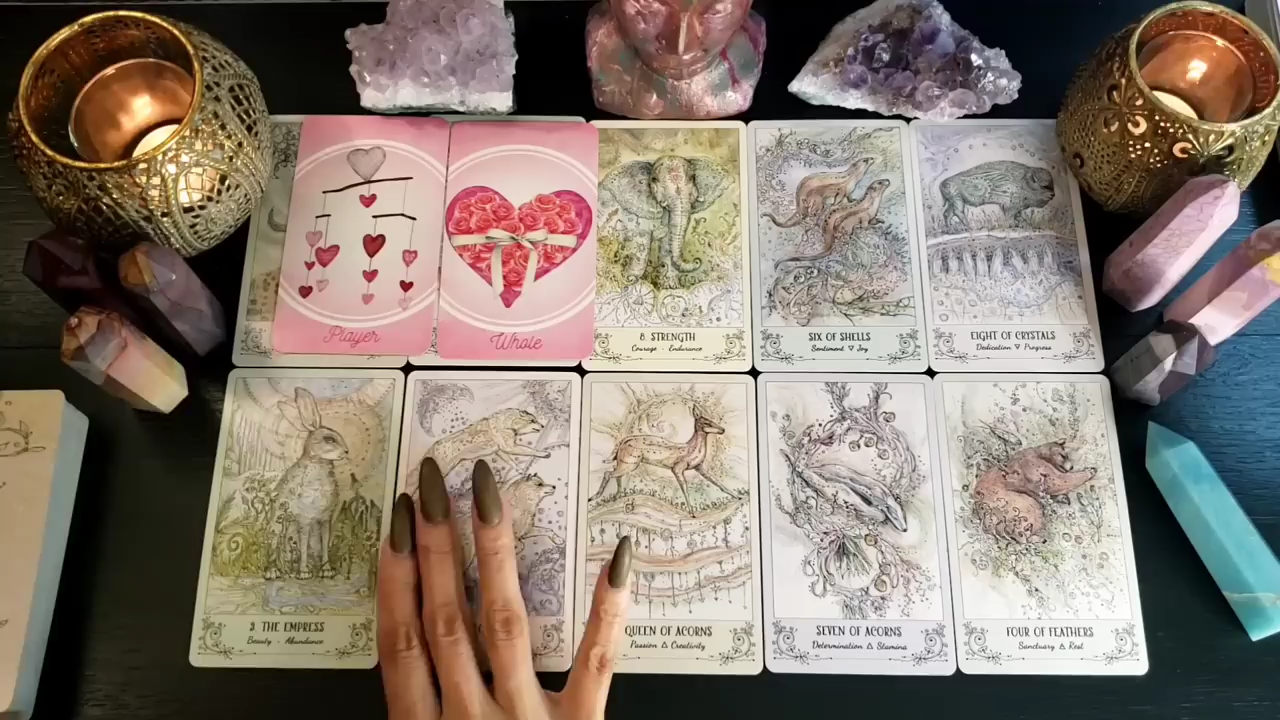 Player
Whole
8. STRENGTH
Courage · Endurance
SIX OF SHELLS
Sentiment ▽ Joy
EIGHT OF CRYSTALS
Dedication ▽ Progress
3. THE EMPRESS
Beauty · Abundance
QUEEN OF ACORNS
Passion △ Creativity
SEVEN OF ACORNS
Determination △ Stamina
FOUR OF FEATHERS
Sanctuary △ Rest